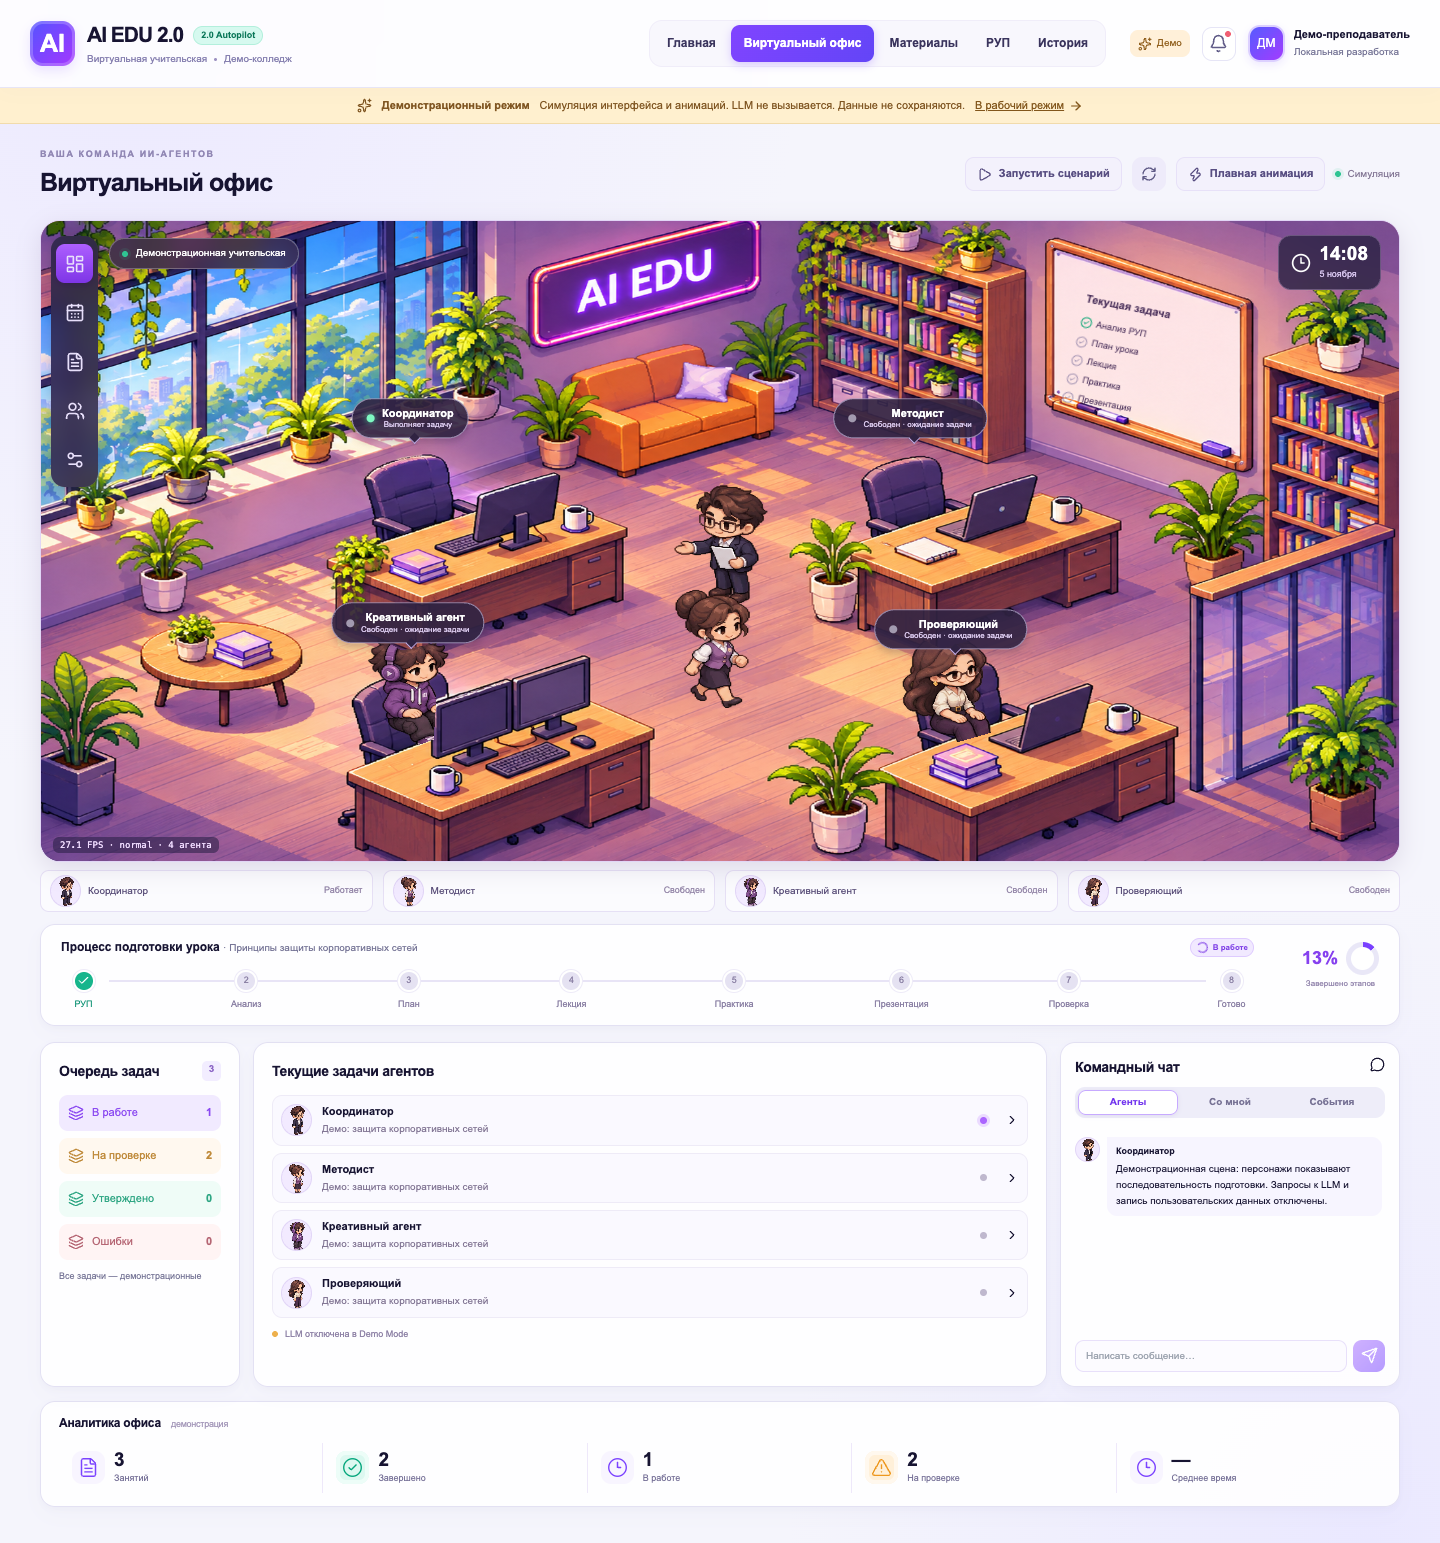 AI
AI EDU 2.0
2.0 Autopilot
Виртуальная учительская • Демо-колледж
Главная
Виртуальный офис
Материалы
РУП
История
Демо
ДМ
Демо-преподаватель
Локальная разработка
Демонстрационный режим Симуляция интерфейса и анимаций. LLM не вызывается. Данные не сохраняются. В рабочий режим →
ВАША КОМАНДА ИИ-АГЕНТОВ
Виртуальный офис
Запустить сценарий
Плавная анимация
Симуляция
Демонстрационная учительская
AI EDU
Текущая задача
Анализ РУП
План урока
Лекция
Практика
Презентация
14:08
5 ноября
Координатор
Выполняет задачу
Методист
Свободен · ожидание задачи
Креативный агент
Свободен · ожидание задачи
Проверяющий
Свободен · ожидание задачи
27.1 FPS · normal · 4 агента
Координатор Работает
Методист Свободен
Креативный агент Свободен
Проверяющий Свободен
Процесс подготовки урока · Принципы защиты корпоративных сетей
В работе
13%
Завершено этапов
2 3 4 5 6 7 8
РУП Анализ План Лекция Практика Презентация Проверка Готово
Очередь задач 3
В работе 1
На проверке 2
Утверждено 0
Ошибки 0
Все задачи — демонстрационные
Текущие задачи агентов
Координатор
Демо: защита корпоративных сетей
Методист
Демо: защита корпоративных сетей
Креативный агент
Демо: защита корпоративных сетей
Проверяющий
Демо: защита корпоративных сетей
LLM отключена в Demo Mode
Командный чат
Агенты Со мной События
Координатор
Демонстрационная сцена: персонажи показывают
последовательность подготовки. Запросы к LLM и
запись пользовательских данных отключены.
Написать сообщение...
Аналитика офиса демонстрация
3
Занятий
2
Завершено
1
В работе
2
На проверке
—
Среднее время